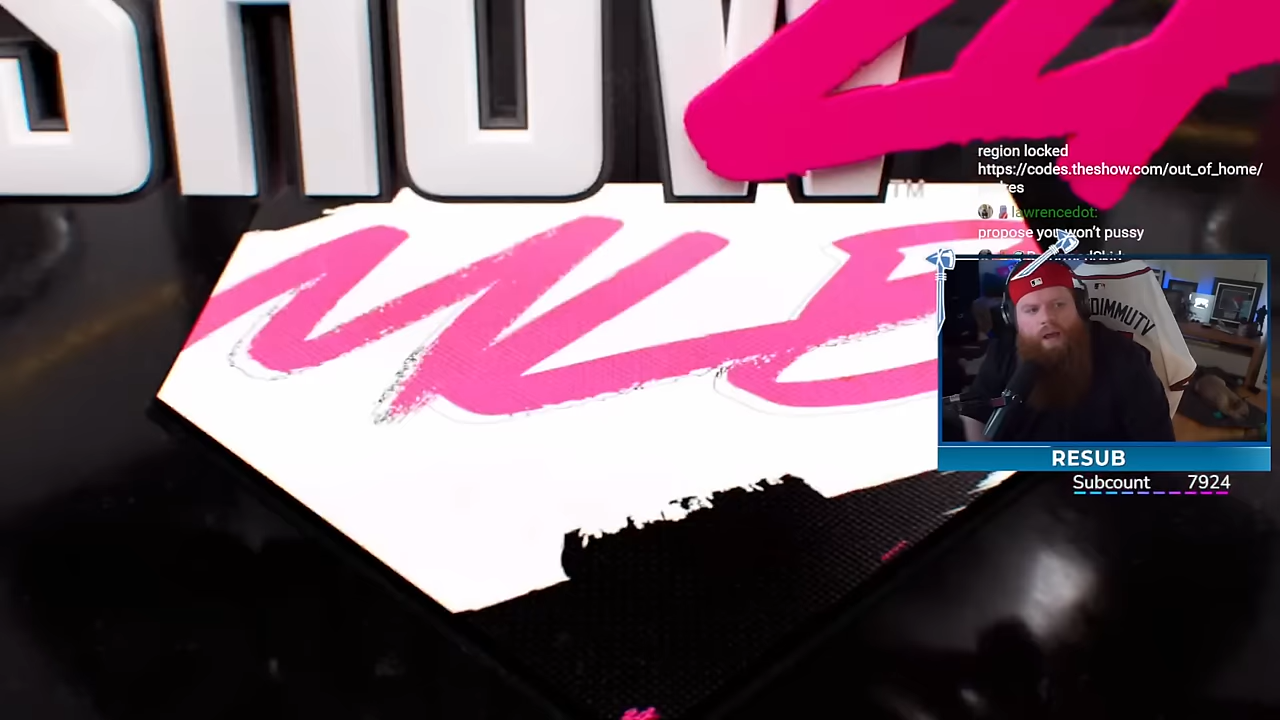 SHOW
TM
MLB
region locked
https://codes.theshow.com/out_of_home/
lawrencedot:
propose you won't pussy
DIMMUTV
RESUB
Subcount 7924